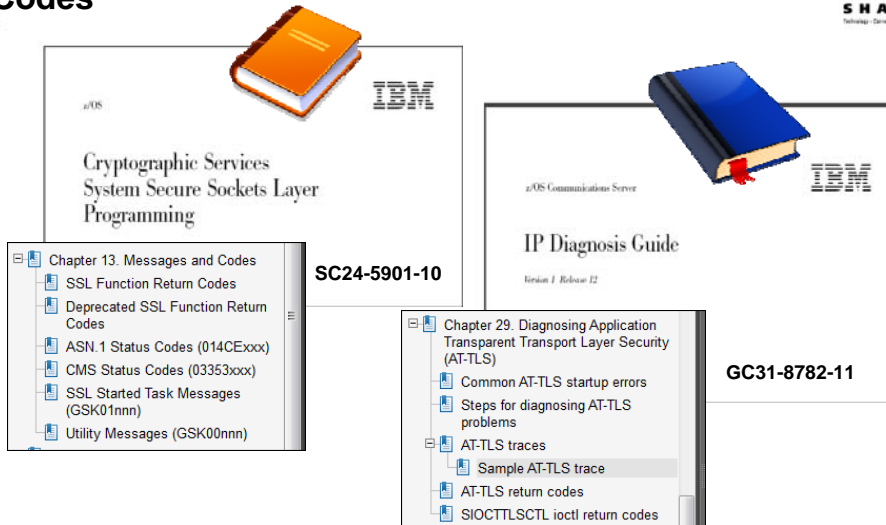 Codes
S H A
z/OS
IBM
Cryptographic Services
System Secure Sockets Layer
Programming
SC24-5901-10
Chapter 13. Messages and Codes
SSL Function Return Codes
Deprecated SSL Function Return
Codes
ASN.1 Status Codes (014CExxx)
CMS Status Codes (03353xxx)
SSL Started Task Messages
(GSK01nnn)
Utility Messages (GSK00nnn)
z/OS Communications Server
IBM
IP Diagnosis Guide
Version 1 Release 12
GC31-8782-11
Chapter 29. Diagnosing Application
Transparent Transport Layer Security
(AT-TLS)
Common AT-TLS startup errors
Steps for diagnosing AT-TLS
problems
AT-TLS traces
Sample AT-TLS trace
AT-TLS return codes
SIOCTTLSCTL ioctl return codes